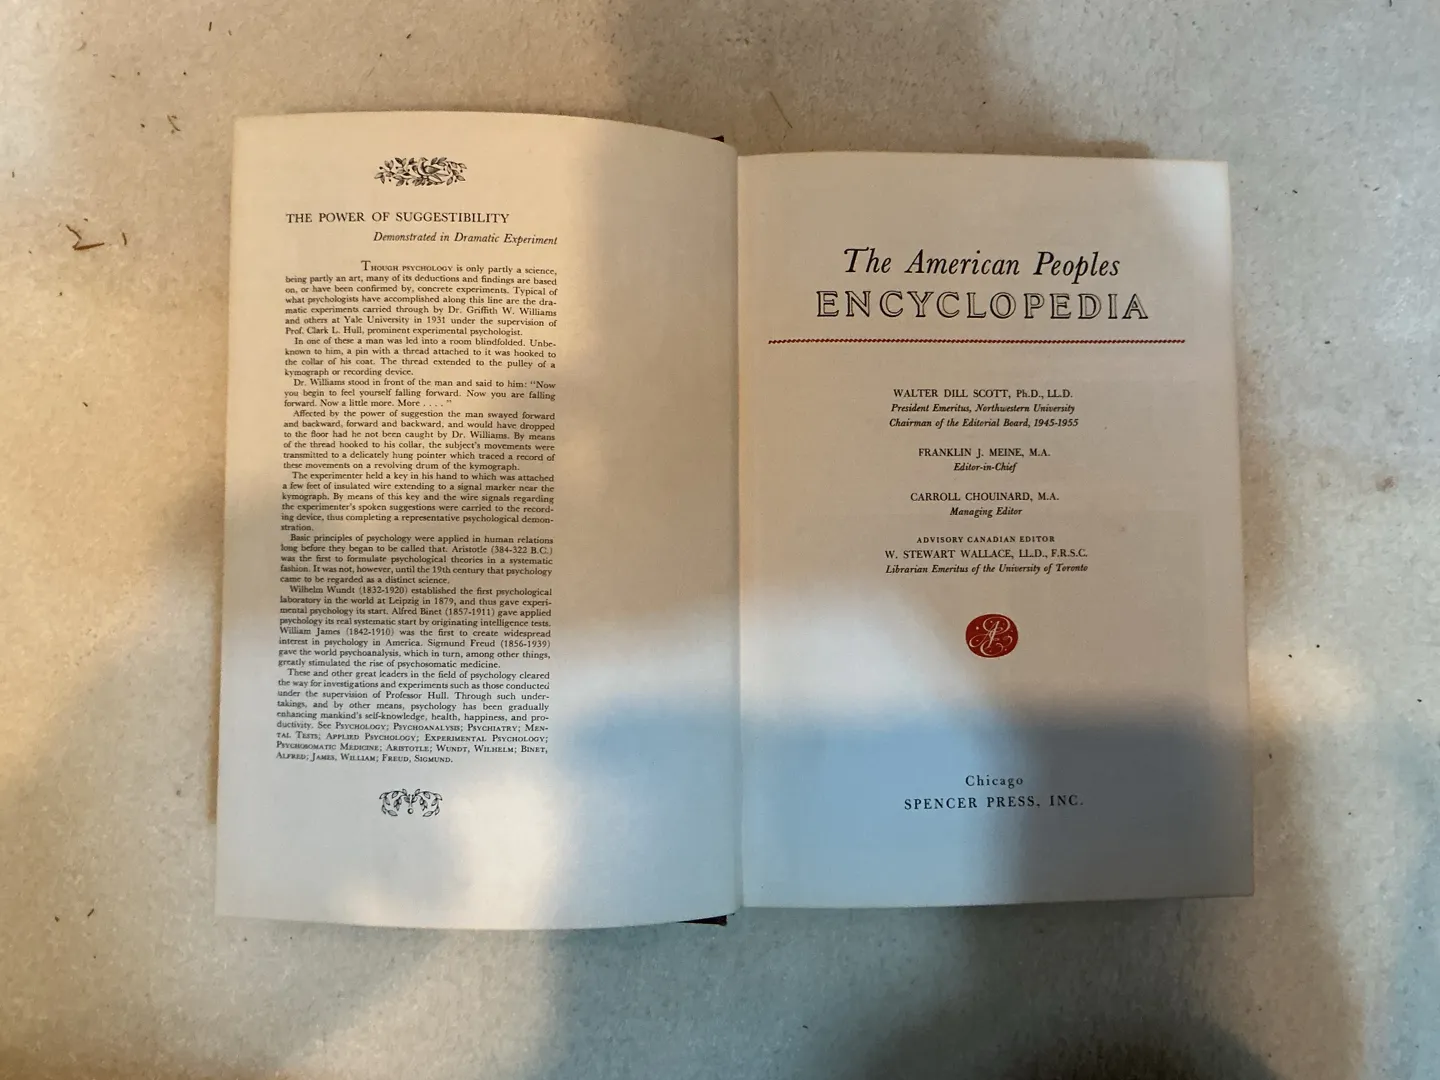 THE POWER OF SUGGESTIBILITY
Demonstrated in Dramatic Experiment
THOUGH PSYCHOLOGY is only partly a science,
being partly an art, many of its deductions and findings are based
on, or have been confirmed by, concrete experiments. Typical of
what psychologists have accomplished along this line are the dra-
matic experiments carried through by Dr. Griffith W. Williams
and others at Yale University in 1931 under the supervision of
Prof. Clark L. Hull, prominent experimental psychologist.
In one of these a man was led into a room blindfolded. Unbe-
known to him, a pin with a thread attached to it was hooked to
the collar of his coat. The thread extended to the pulley of a
kymograph or recording device.
Dr. Williams stood in front of the man and said to him: "Now
you begin to feel yourself falling forward. Now you are falling
forward. Now a little more. More . . . . "
Affected by the power of suggestion the man swayed forward
and backward, forward and backward, and would have dropped
to the floor had he not been caught by Dr. Williams. By means
of the thread hooked to his collar, the subject's movements were
transmitted to a delicately hung pointer which traced a record of
these movements on a revolving drum of the kymograph.
The experimenter held a key in his hand to which was attached
a few feet of insulated wire extending to a signal marker near the
kymograph. By means of this key and the wire signals regarding
the experimenter's spoken suggestions were carried to the record-
ing device, thus completing a representative psychological demon-
stration.
Basic principles of psychology were applied in human relations
long before they began to be called that. Aristotle (384-322 B.C.)
was the first to formulate psychological theories in a systematic
fashion. It was not, however, until the 19th century that psychology
came to be regarded as a distinct science.
Wilhelm Wundt (1832-1920) established the first psychological
laboratory in the world at Leipzig in 1879, and thus gave experi-
mental psychology its start. Alfred Binet (1857-1911) gave applied
psychology its real systematic start by originating intelligence tests.
William James (1842-1910) was the first to create widespread
interest in psychology in America. Sigmund Freud (1856-1939)
gave the world psychoanalysis, which in turn, among other things,
greatly stimulated the rise of psychosomatic medicine.
These and other great leaders in the field of psychology cleared
the way for investigations and experiments such as those conducted
under the supervision of Professor Hull. Through such under-
takings, and by other means, psychology has been gradually
enhancing mankind's self-knowledge, health, happiness, and pro-
ductivity. See PSYCHOLOGY; PSYCHOANALYSIS; PSYCHIATRY; MEN-
TAL TESTS; APPLIED PSYCHOLOGY; EXPERIMENTAL PSYCHOLOGY;
PSYCHOSOMATIC MEDICINE; ARISTOTLE; WUNDT, WILHELM; BINET,
ALFRED; JAMES, WILLIAM; FREUD, SIGMUND.
The American Peoples
ENCYCLOPEDIA
WALTER DILL SCOTT, Ph.D., LL.D.
President Emeritus, Northwestern University
Chairman of the Editorial Board, 1945-1955
FRANKLIN J. MEINE, M.A.
Editor-in-Chief
CARROLL CHOUINARD, M.A.
Managing Editor
ADVISORY CANADIAN EDITOR
W. STEWART WALLACE, LL.D., F.R.S.C.
Librarian Emeritus of the University of Toronto
Chicago
SPENCER PRESS, INC.